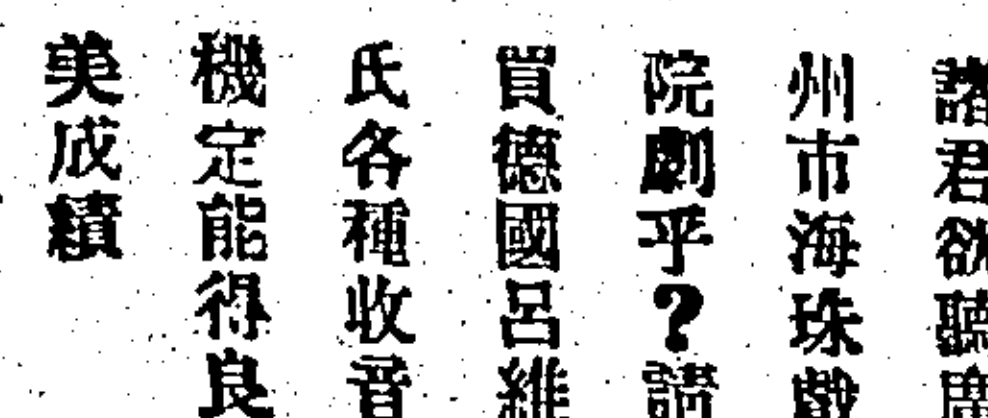 諸君欲聽廣
州市海珠戲
院劇乎？請
買德國呂維
氏各種收音
機定能得良
美成績